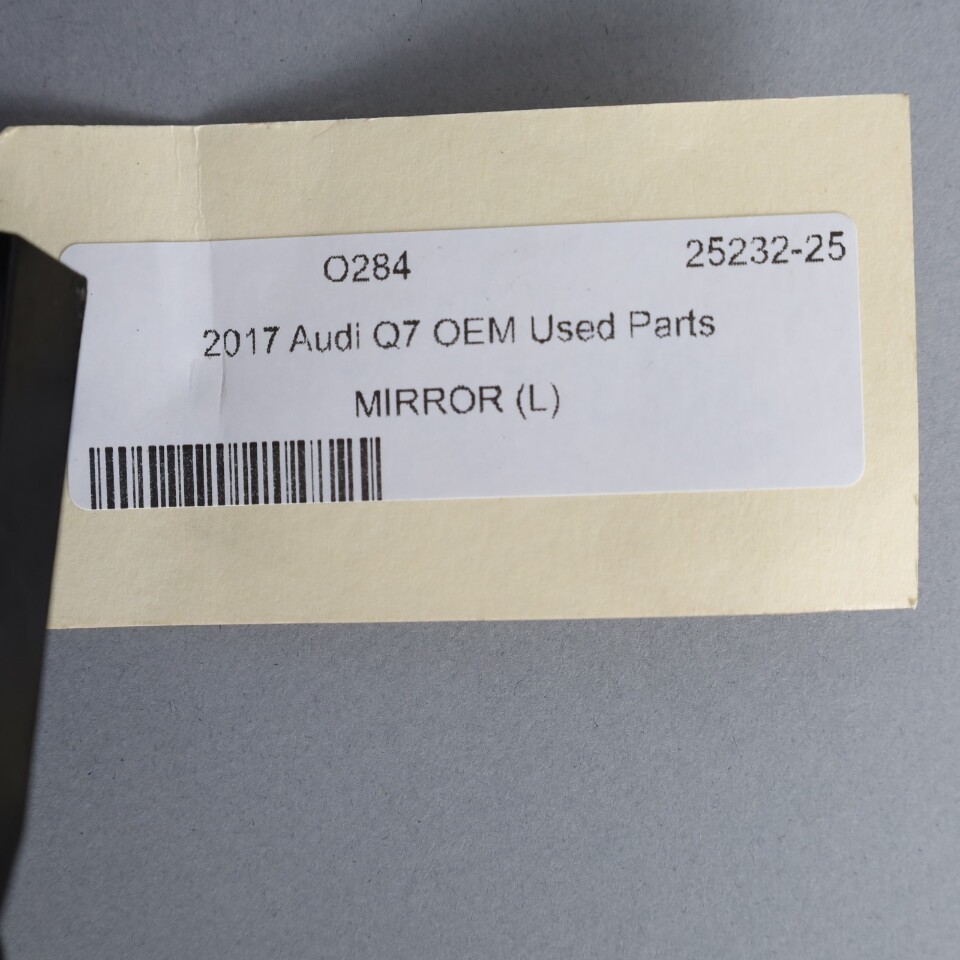 O284 25232-25
2017 Audi Q7 OEM Used Parts
MIRROR (L)